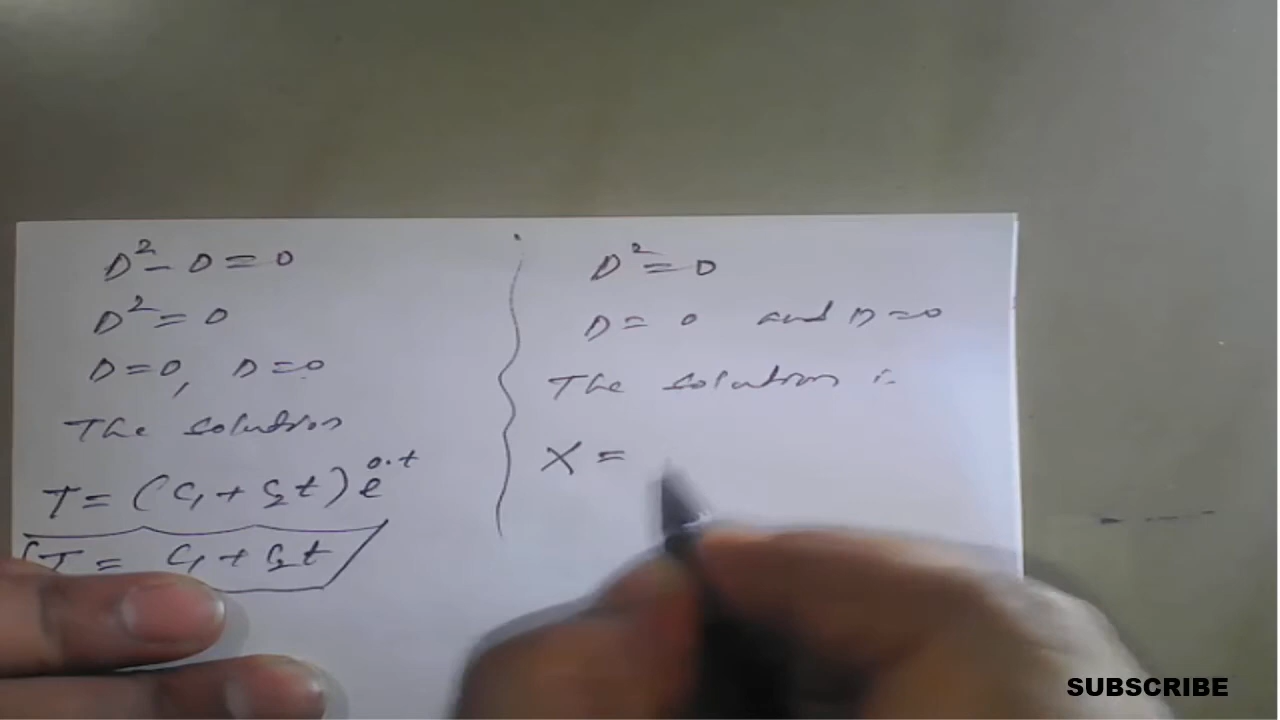 D² - 0 = 0
D² = 0
D = 0, D = 0
The solution
T = (C₁ + C₂t) e^0.t
T = C₁ + C₂t
D² = 0
D = 0 and D = 0
The solution is
X =
SUBSCRIBE